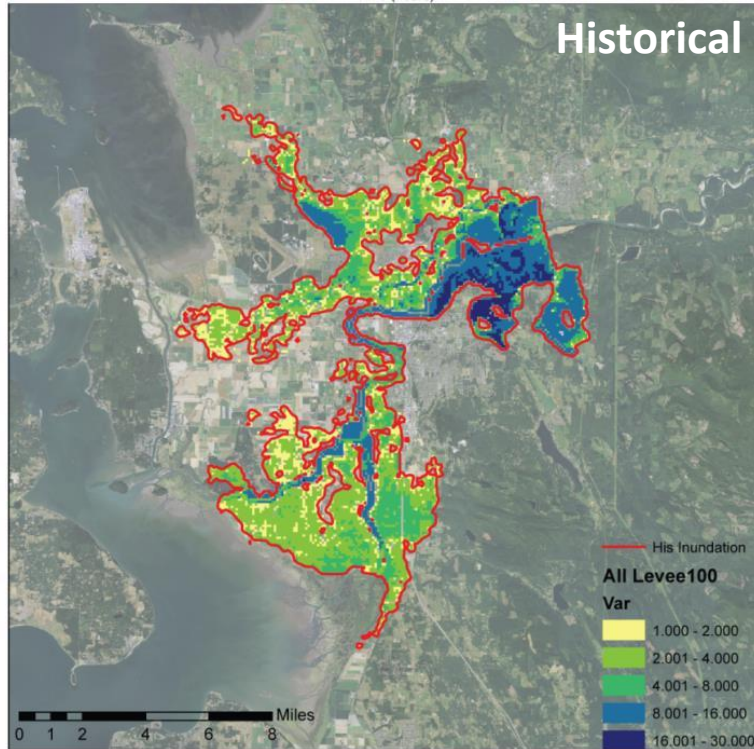 Historical
His Inundation
All Levee100
Var
1.000 - 2.000
2.001 - 4.000
4.001 - 8.000
8.001 - 16.000
16.001 - 30.000
Miles
0 1 2 4 6 8